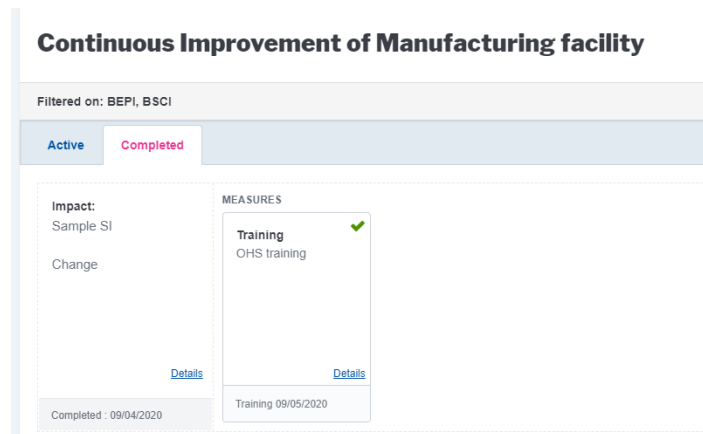 Continuous Improvement of Manufacturing facility
Filtered on: BEPI, BSCI
Active
Completed
Impact:
Sample SI
Change
Details
Completed : 09/04/2020
MEASURES
Training
OHS training
Details
Training 09/05/2020